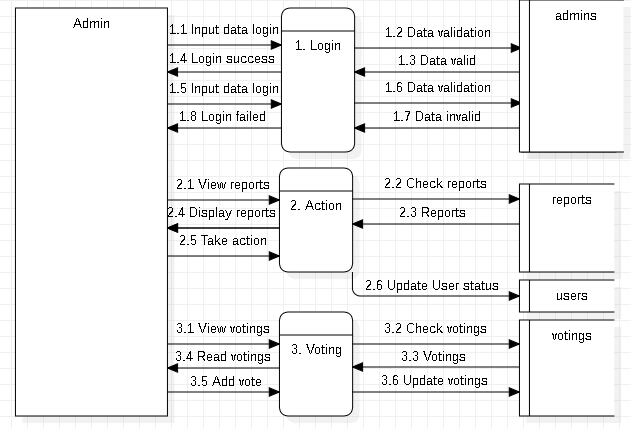 Admin
admins
1.1 Input data login
1.2 Data validation
1. Login
1.4 Login success
1.3 Data valid
1.5 Input data login
1.6 Data validation
1.8 Login failed
1.7 Data invalid
2.1 View reports
2.2 Check reports
reports
2. Action
2.4 Display reports
2.3 Reports
2.5 Take action
2.6 Update User status
users
3.1 View votings
3.2 Check votings
votings
3. Voting
3.4 Read votings
3.3 Votings
3.5 Add vote
3.6 Update votings